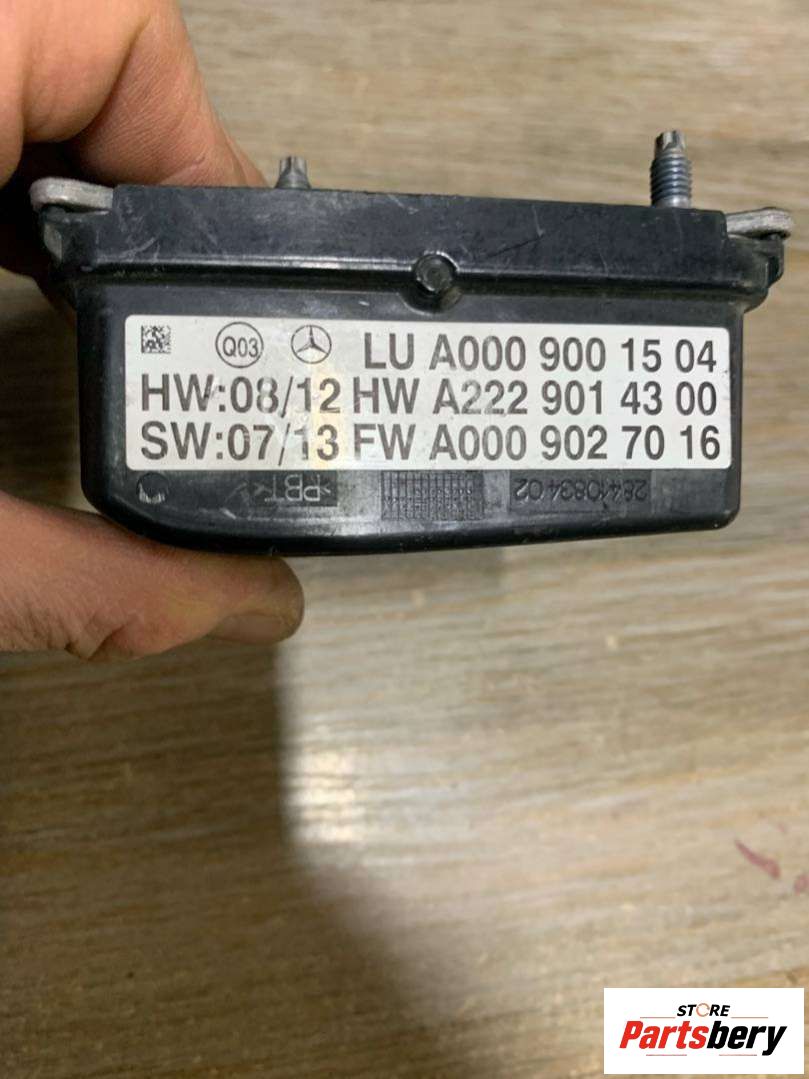 Q03 LU A000 900 15 04
HW:08/12 HW A222 901 43 00
SW:07/13 FW A000 902 70 16
>PBT<
28410834 02
STORE
Partsbery